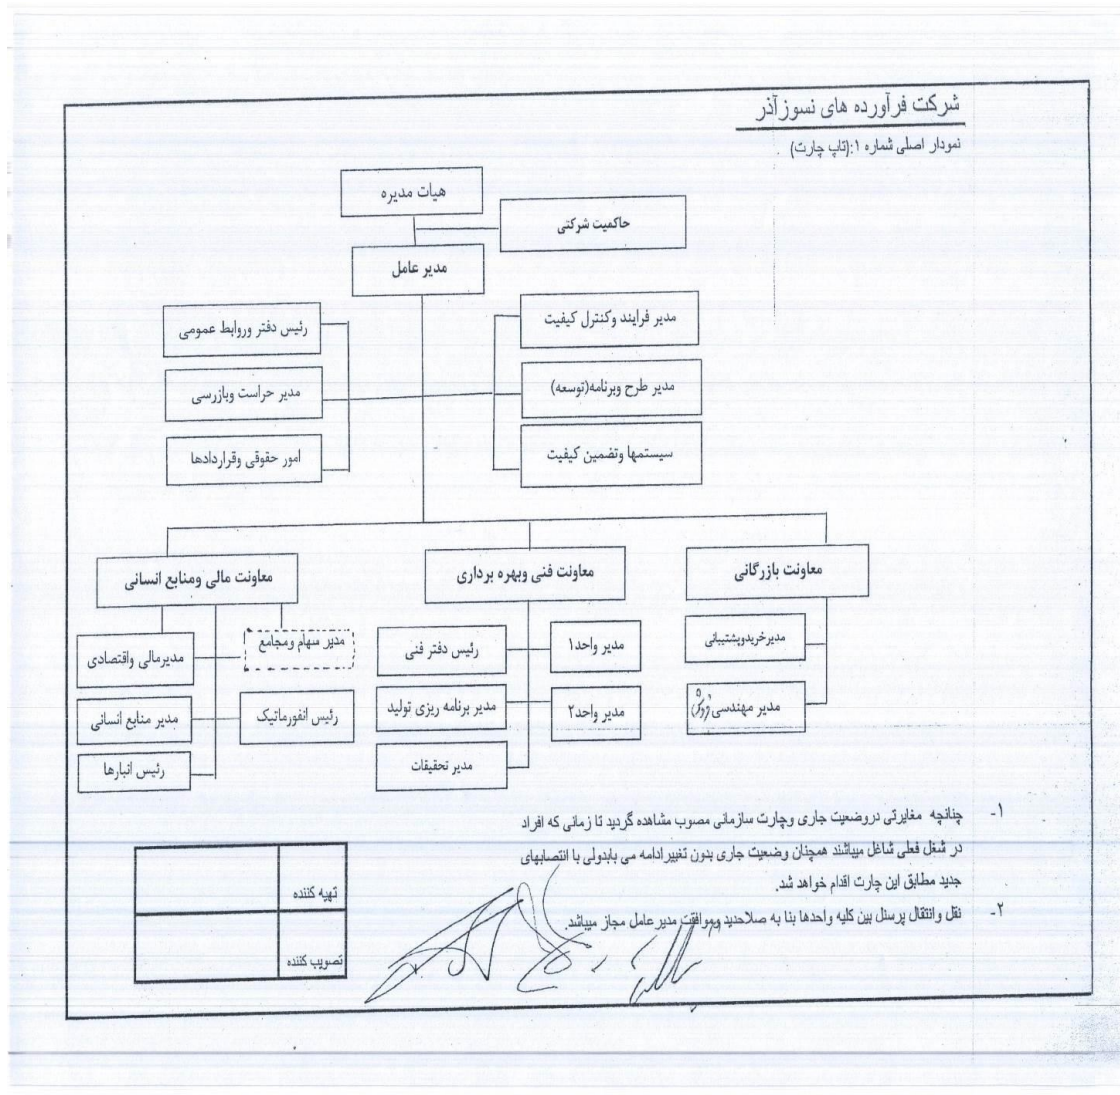 شرکت فرآورده های نسوز آذر
نمودار اصلی شماره ۱:(تاپ چارت)
هیات مدیره
حاکمیت شرکتی
مدیر عامل
مدیر فرایند وکنترل کیفیت
رئیس دفتر وروابط عمومی
مدیر طرح وبرنامه(توسعه)
مدیر حراست وبازرسی
سیستمها وتضمین کیفیت
امور حقوقی وقراردادها
معاونت بازرگانی
معاونت فنی وبهره برداری
معاونت مالی ومنابع انسانی
مدیرخریدوپشتیبانی
مدیر واحد۱
رئیس دفتر فنی
مدیر سهام ومجامع
مدیرمالی واقتصادی
مدیر مهندسی
مدیر واحد۲
مدیر برنامه ریزی تولید
رئیس انفورماتیک
مدیر منابع انسانی
مدیر تحقیقات
رئیس انبارها
۱- چنانچه مغایرتی دروضعیت جاری وچارت سازمانی مصوب مشاهده گردید تا زمانی که افراد
در شغل فعلی شاغل میباشند همچنان وضعیت جاری بدون تغییرادامه می یابدولی با انتصابهای
جدید مطابق این چارت اقدام خواهد شد.
۲- نقل وانتقال پرسنل بین کلیه واحدها بنا به صلاحدید وموافقت مدیر عامل مجاز میباشد.
تهیه کننده
تصویب کننده